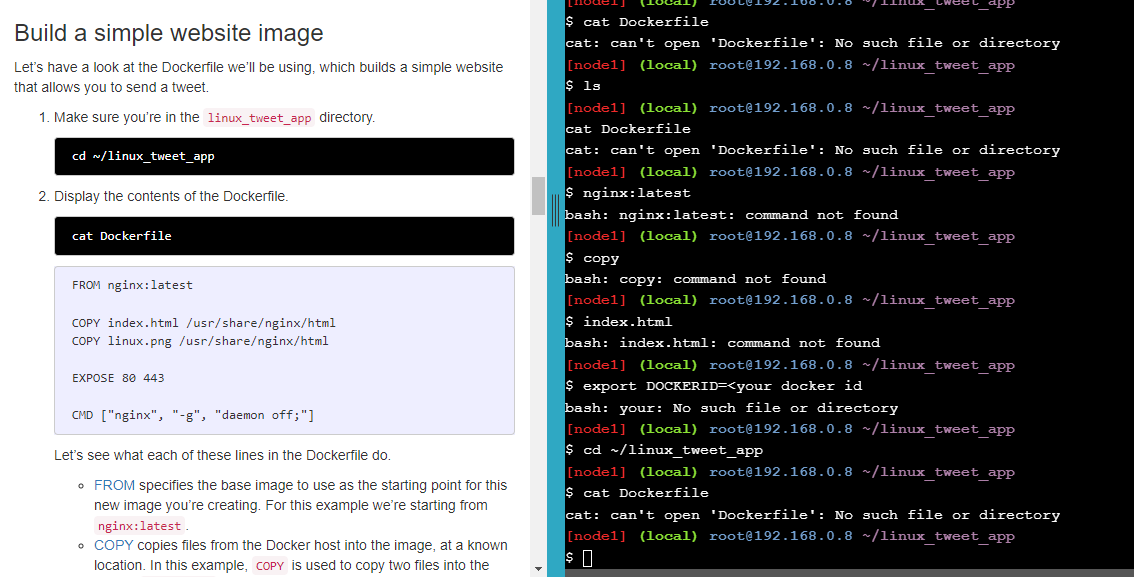 Build a simple website image
Let's have a look at the Dockerfile we'll be using, which builds a simple website
that allows you to send a tweet.
1. Make sure you're in the linux_tweet_app directory.
cd ~/linux_tweet_app
2. Display the contents of the Dockerfile.
cat Dockerfile
FROM nginx:latest
COPY index.html /usr/share/nginx/html
COPY linux.png /usr/share/nginx/html
EXPOSE 80 443
CMD ["nginx", "-g", "daemon off;"]
Let's see what each of these lines in the Dockerfile do.
FROM specifies the base image to use as the starting point for this
new image you're creating. For this example we're starting from
nginx:latest.
COPY copies files from the Docker host into the image, at a known
location. In this example, COPY is used to copy two files into the
[node1] (local) root@192.168.0.8 ~/linux_tweet_app
$ cat Dockerfile
cat: can't open 'Dockerfile': No such file or directory
[node1] (local) root@192.168.0.8 ~/linux_tweet_app
$ ls
[node1] (local) root@192.168.0.8 ~/linux_tweet_app
cat Dockerfile
cat: can't open 'Dockerfile': No such file or directory
[node1] (local) root@192.168.0.8 ~/linux_tweet_app
$ nginx:latest
bash: nginx:latest: command not found
[node1] (local) root@192.168.0.8 ~/linux_tweet_app
$ copy
bash: copy: command not found
[node1] (local) root@192.168.0.8 ~/linux_tweet_app
$ index.html
bash: index.html: command not found
[node1] (local) root@192.168.0.8 ~/linux_tweet_app
$ export DOCKERID=<your docker id
bash: your: No such file or directory
[node1] (local) root@192.168.0.8 ~/linux_tweet_app
$ cd ~/linux_tweet_app
[node1] (local) root@192.168.0.8 ~/linux_tweet_app
$ cat Dockerfile
cat: can't open 'Dockerfile': No such file or directory
[node1] (local) root@192.168.0.8 ~/linux_tweet_app
$